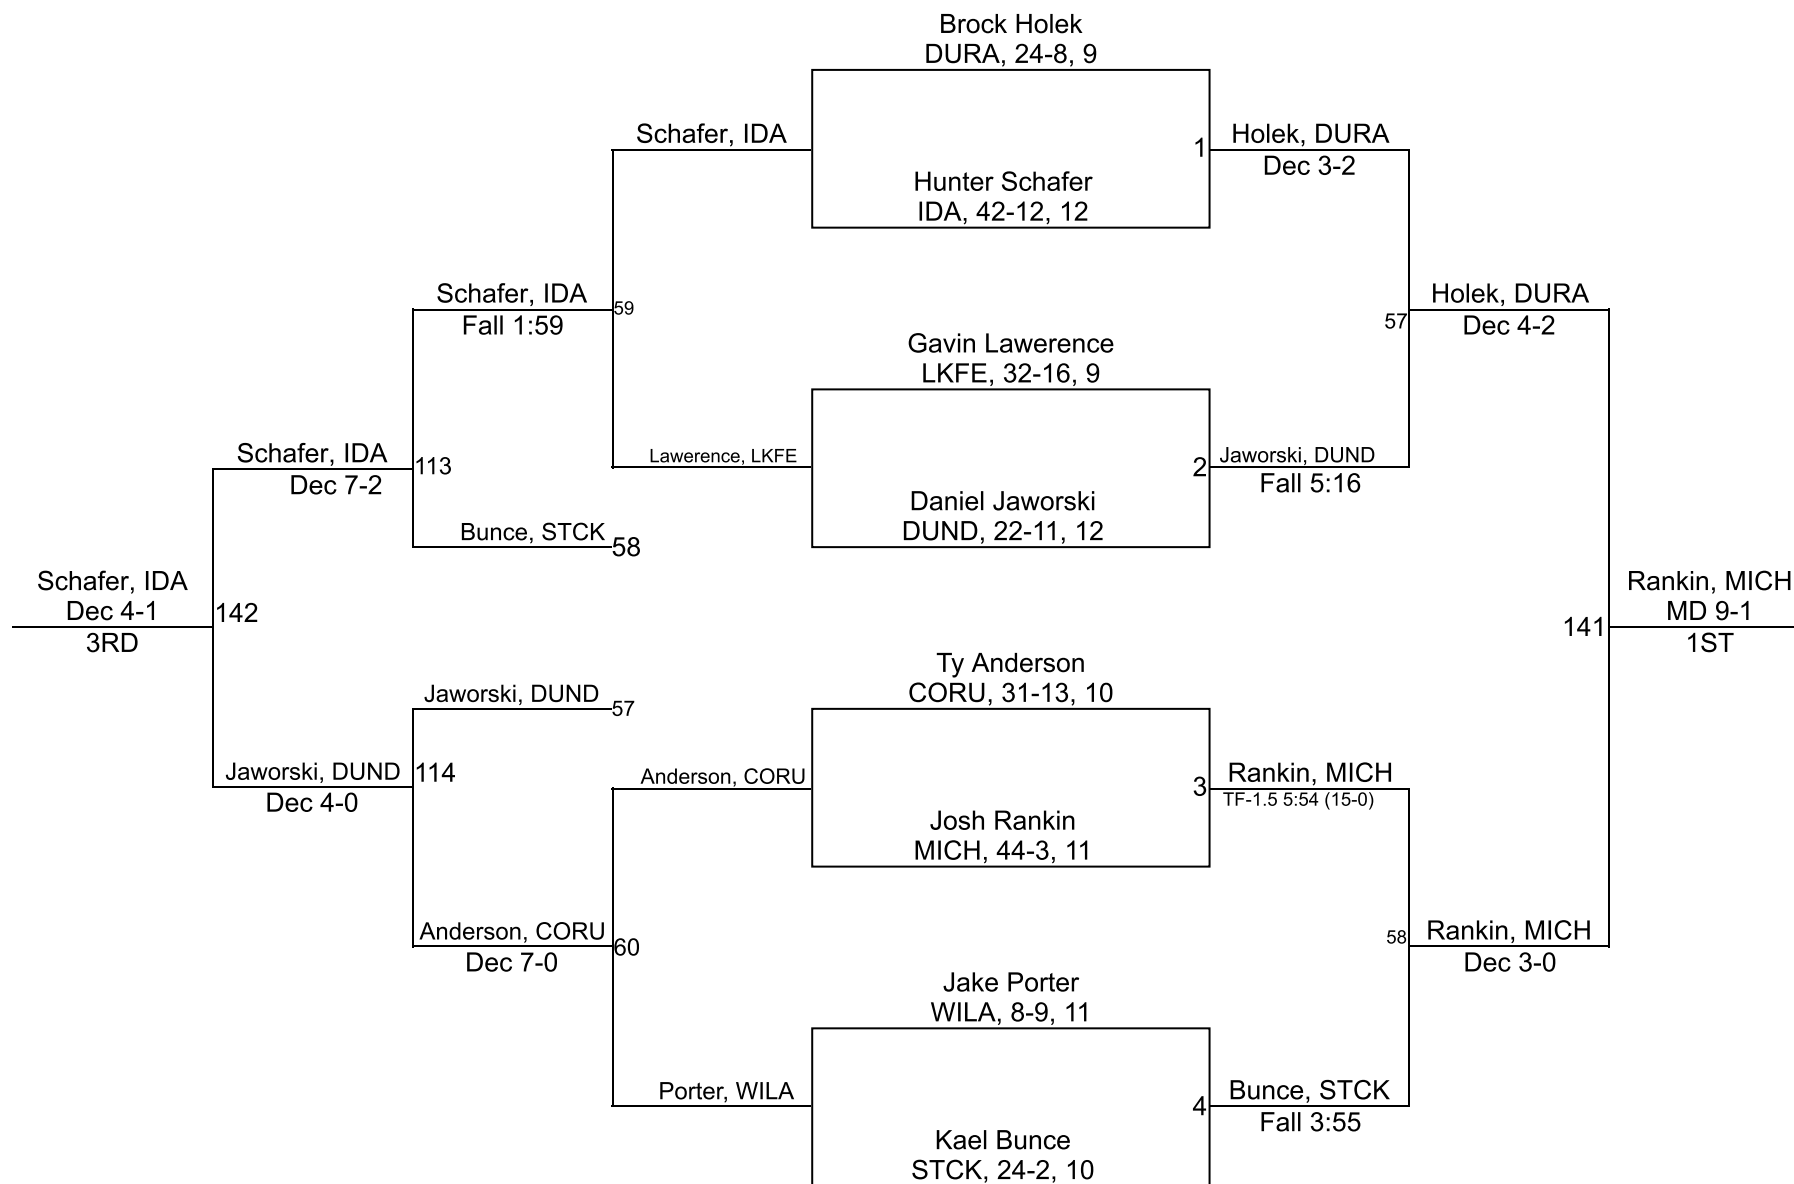 Brock Holek
DURA, 24-8, 9
Schafer, IDA
1
Holek, DURA
Dec 3-2
Hunter Schafer
IDA, 42-12, 12
Schafer, IDA
Fall 1:59
59
57
Holek, DURA
Dec 4-2
Gavin Lawerence
LKFE, 32-16, 9
Schafer, IDA
Dec 7-2
113
Lawerence, LKFE
2
Jaworski, DUND
Fall 5:16
Daniel Jaworski
DUND, 22-11, 12
Bunce, STCK
58
Schafer, IDA
Dec 4-1
3RD
142
141
Rankin, MICH
MD 9-1
1ST
Ty Anderson
CORU, 31-13, 10
Jaworski, DUND
57
Jaworski, DUND
Dec 4-0
114
Anderson, CORU
3
Rankin, MICH
TF-1.5 5:54 (15-0)
Josh Rankin
MICH, 44-3, 11
Anderson, CORU
Dec 7-0
60
58
Rankin, MICH
Dec 3-0
Jake Porter
WILA, 8-9, 11
Porter, WILA
4
Bunce, STCK
Fall 3:55
Kael Bunce
STCK, 24-2, 10